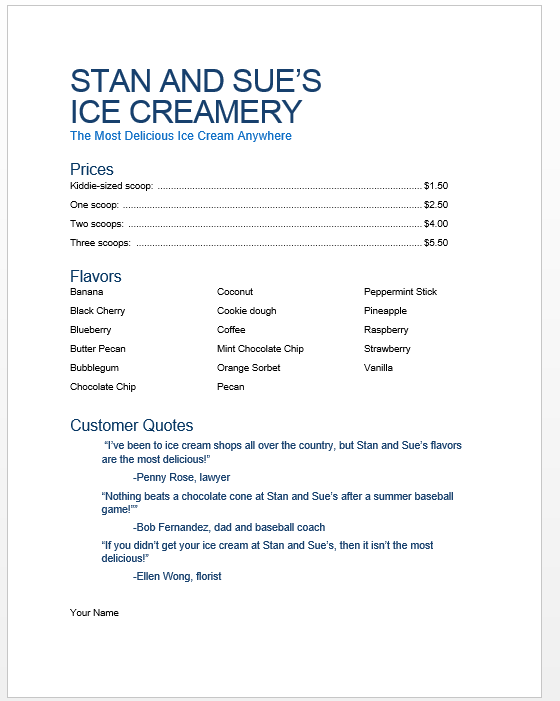 STAN AND SUE’S
ICE CREAMERY
The Most Delicious Ice Cream Anywhere
Prices
Kiddie-sized scoop: ........................................................................................... $1.50
One scoop: ........................................................................................................ $2.50
Two scoops: ...................................................................................................... $4.00
Three scoops: ................................................................................................... $5.50
Flavors
Banana Coconut Peppermint Stick
Black Cherry Cookie dough Pineapple
Blueberry Coffee Raspberry
Butter Pecan Mint Chocolate Chip Strawberry
Bubblegum Orange Sorbet Vanilla
Chocolate Chip Pecan
Customer Quotes
“I’ve been to ice cream shops all over the country, but Stan and Sue’s flavors
are the most delicious!”
-Penny Rose, lawyer
“Nothing beats a chocolate cone at Stan and Sue’s after a summer baseball
game!””
-Bob Fernandez, dad and baseball coach
“If you didn’t get your ice cream at Stan and Sue’s, then it isn’t the most
delicious!”
-Ellen Wong, florist
Your Name